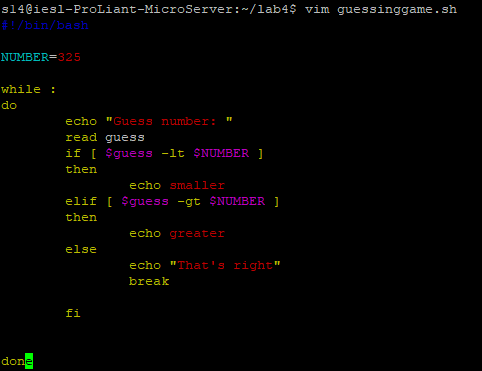 sl4@iesl-ProLiant-MicroServer:~/lab4$ vim guessinggame.sh
#!/bin/bash
NUMBER=325
while :
do
echo "Guess number: "
read guess
if [ $guess -lt $NUMBER ]
then
echo smaller
elif [ $guess -gt $NUMBER ]
then
echo greater
else
echo "That's right"
break
fi
done